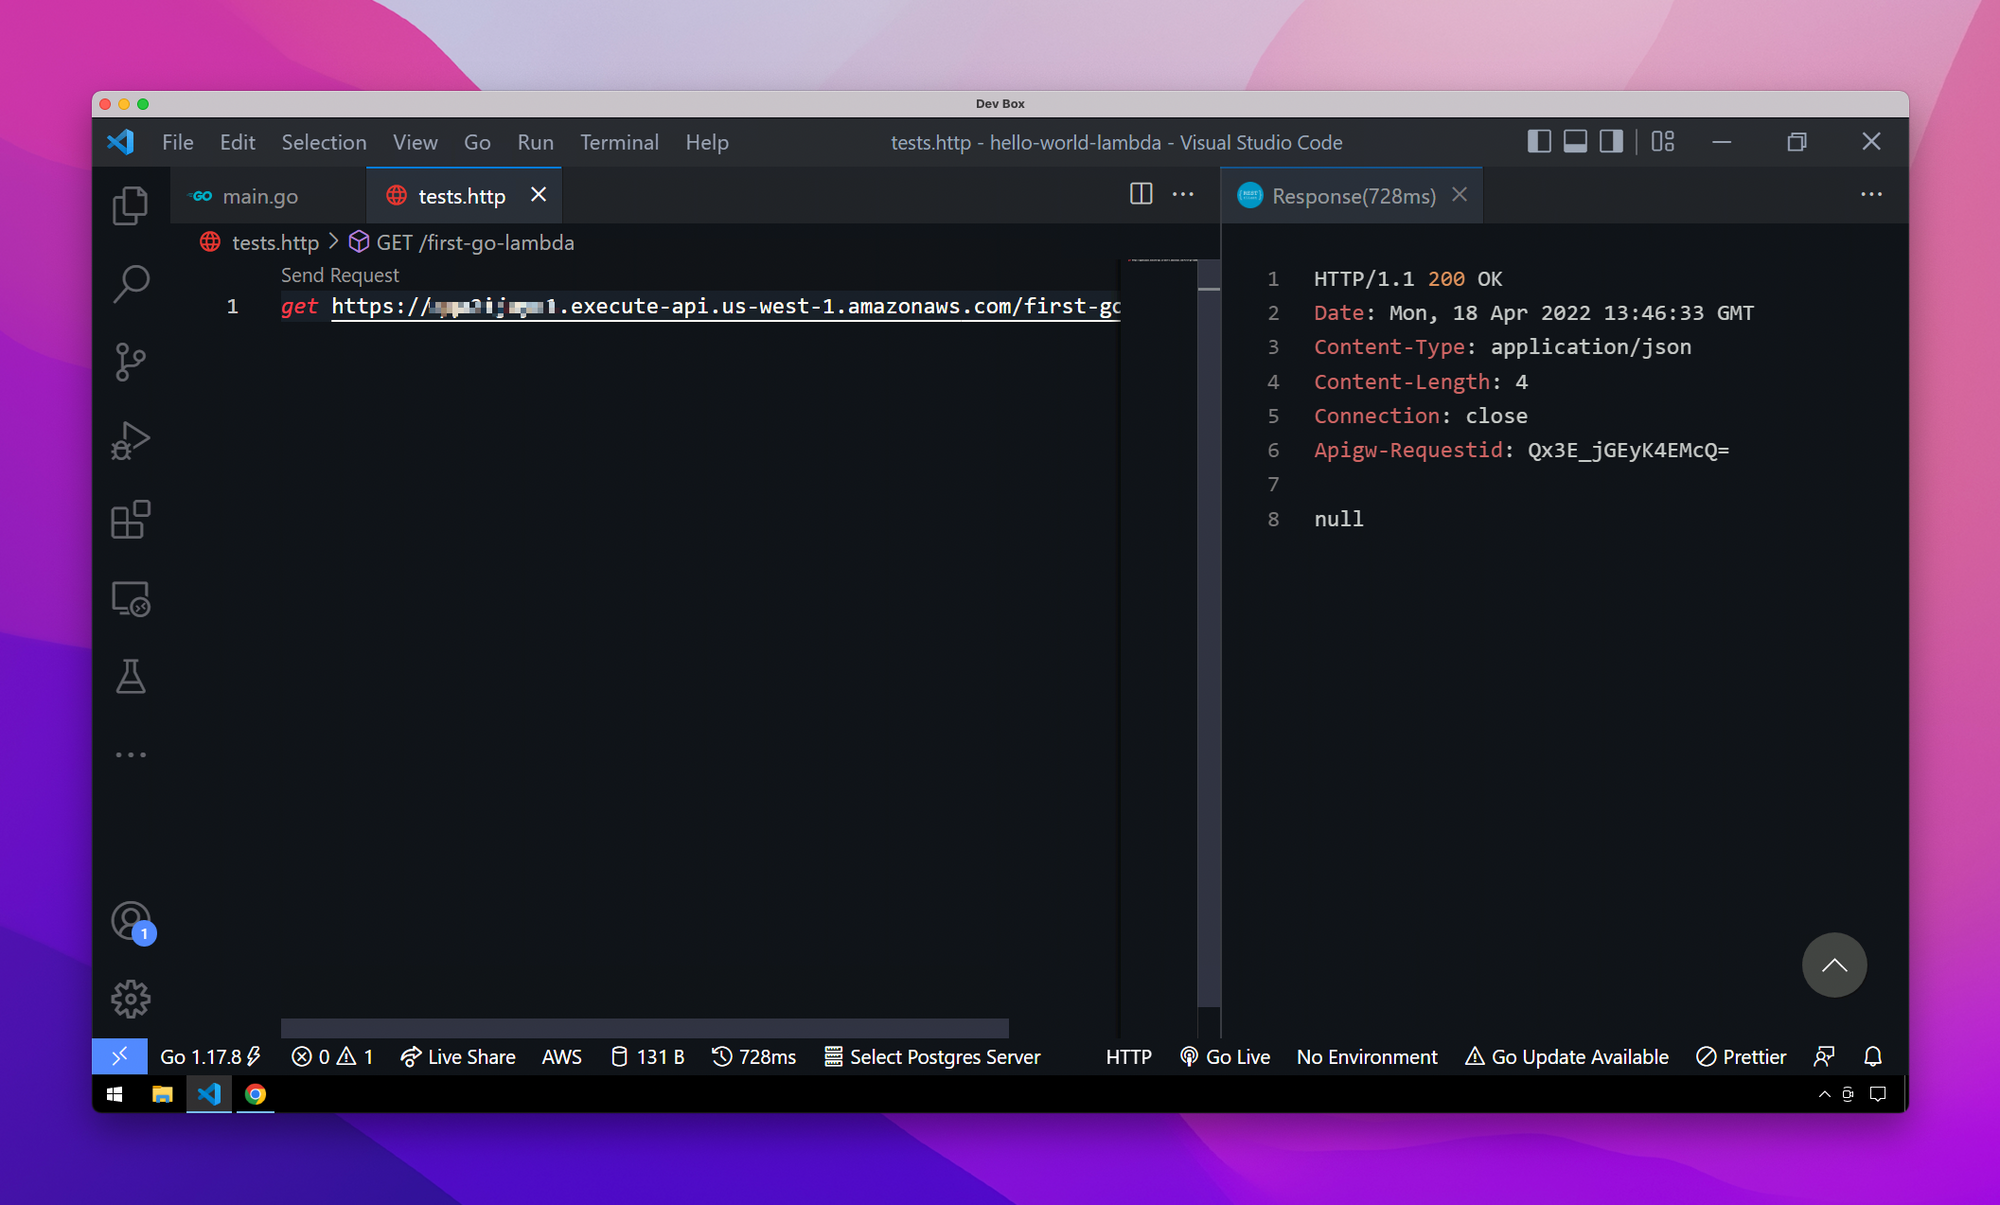 Dev Box
File Edit Selection View Go Run Terminal Help
tests.http - hello-world-lambda - Visual Studio Code
GO main.go
tests.http
Response(728ms)
tests.http > GET /first-go-lambda
Send Request
1 get https:// .execute-api.us-west-1.amazonaws.com/first-go
1 HTTP/1.1 200 OK
2 Date: Mon, 18 Apr 2022 13:46:33 GMT
3 Content-Type: application/json
4 Content-Length: 4
5 Connection: close
6 Apigw-Requestid: Qx3E_jGEyK4EMcQ=
7
8 null
1
Go 1.17.8 0 1 Live Share AWS 131 B 728ms Select Postgres Server HTTP Go Live No Environment Go Update Available Prettier